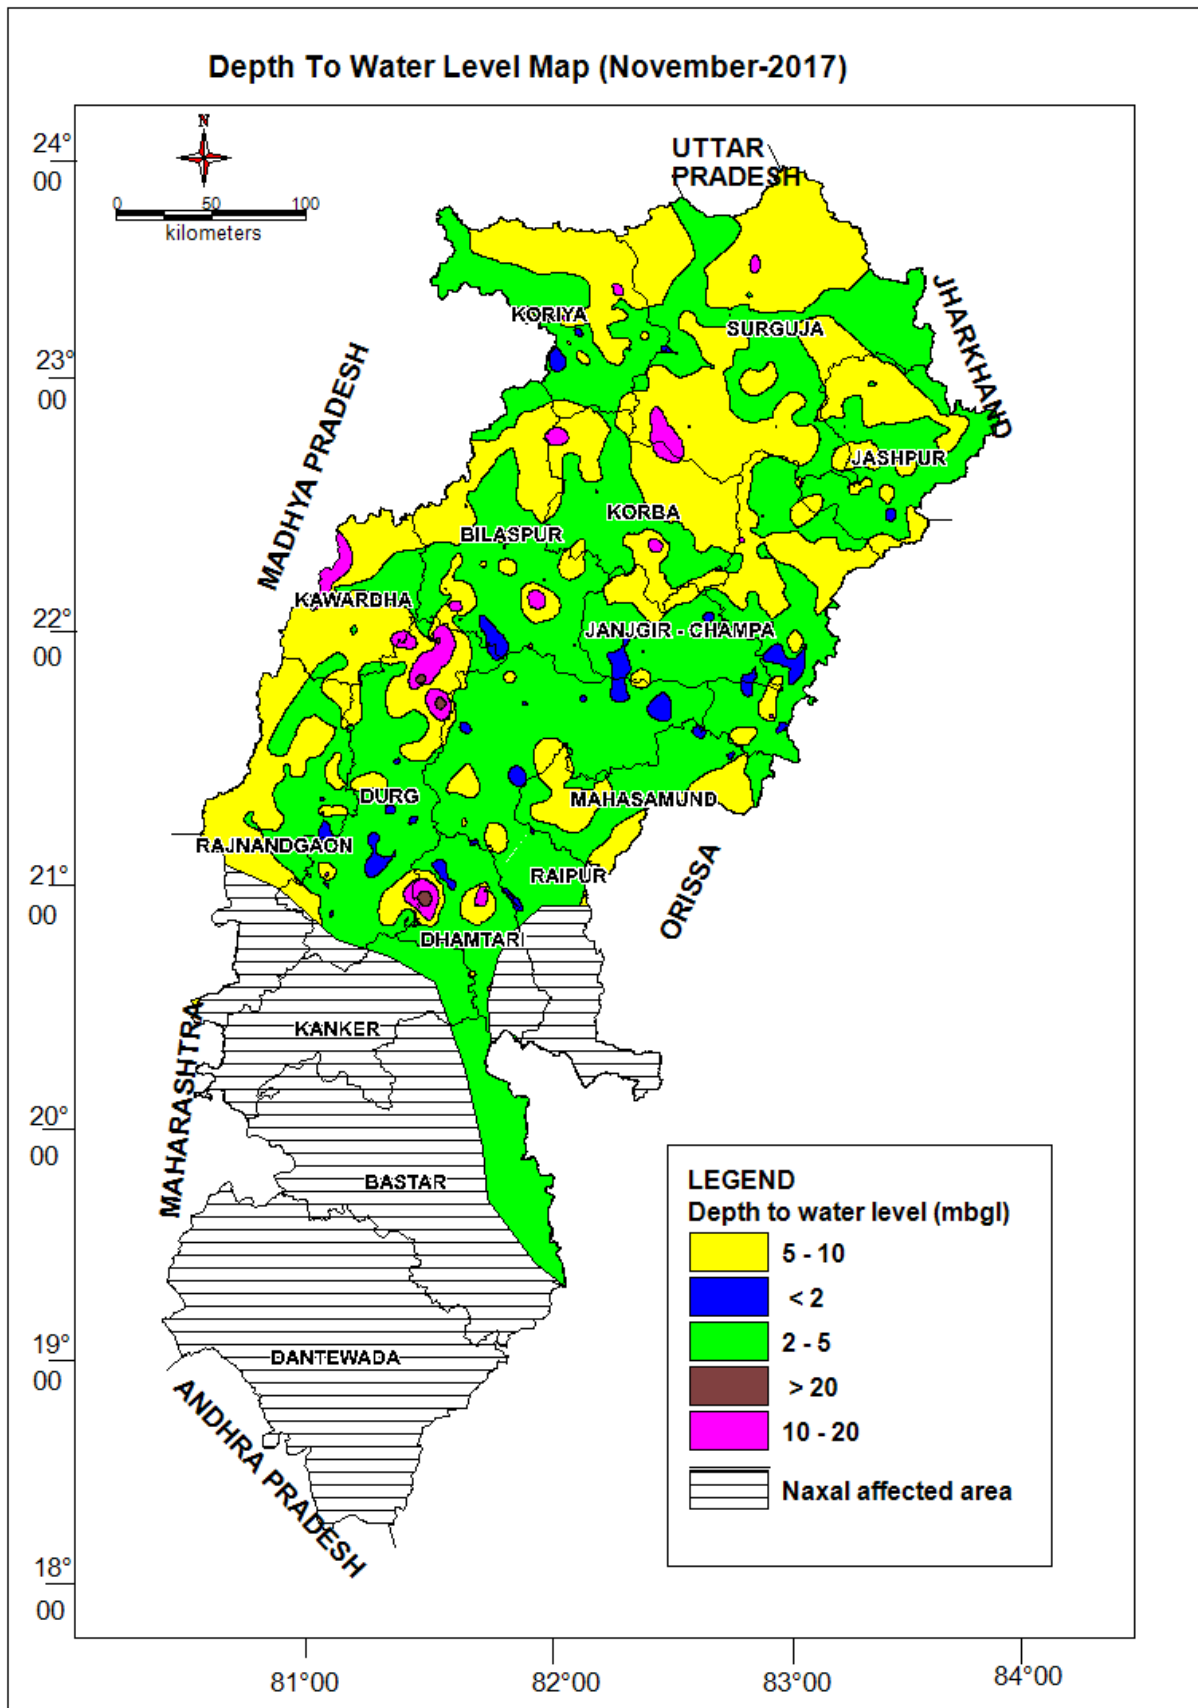 Depth To Water Level Map (November-2017)
N
0 50 100
kilometers
24°
00
23°
00
22°
00
21°
00
20°
00
19°
00
18°
00
UTTAR
PRADESH
JHARKHAND
MADHYA PRADESH
ORISSA
MAHARASHTRA
ANDHRA PRADESH
KORIYA
SURGUJA
JASHPUR
KORBA
BILASPUR
KAWARDHA
JANJGIR - CHAMPA
DURG
MAHASAMUND
RAJNANDGAON
RAIPUR
DHAMTARI
KANKER
BASTAR
DANTEWADA
LEGEND
Depth to water level (mbgl)
5 - 10
< 2
2 - 5
> 20
10 - 20
Naxal affected area
81°00 82°00 83°00 84°00